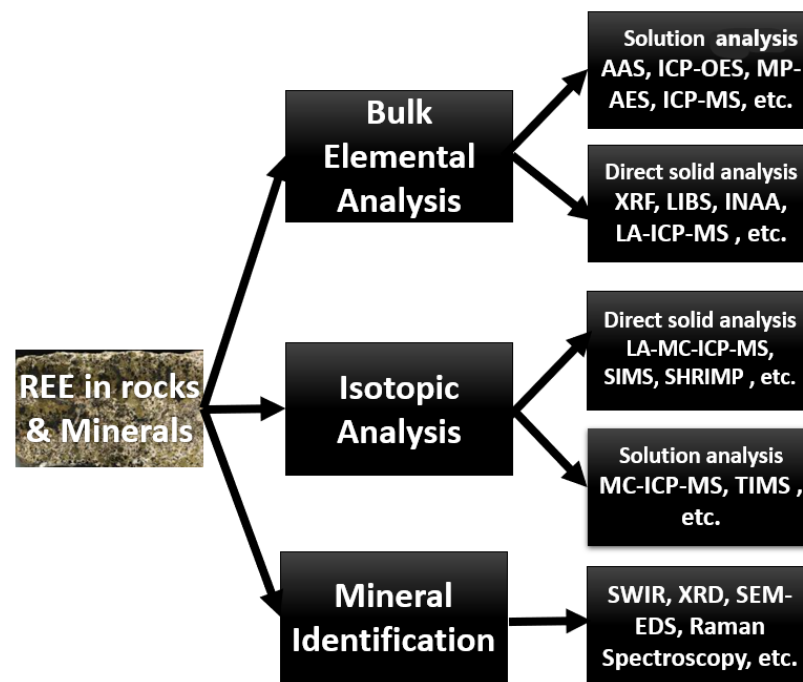 REE in rocks
& Minerals
Bulk
Elemental
Analysis
Solution analysis
AAS, ICP-OES, MP-
AES, ICP-MS, etc.
Direct solid analysis
XRF, LIBS, INAA,
LA-ICP-MS , etc.
Isotopic
Analysis
Direct solid analysis
LA-MC-ICP-MS,
SIMS, SHRIMP , etc.
Solution analysis
MC-ICP-MS, TIMS ,
etc.
Mineral
Identification
SWIR, XRD, SEM-
EDS, Raman
Spectroscopy, etc.